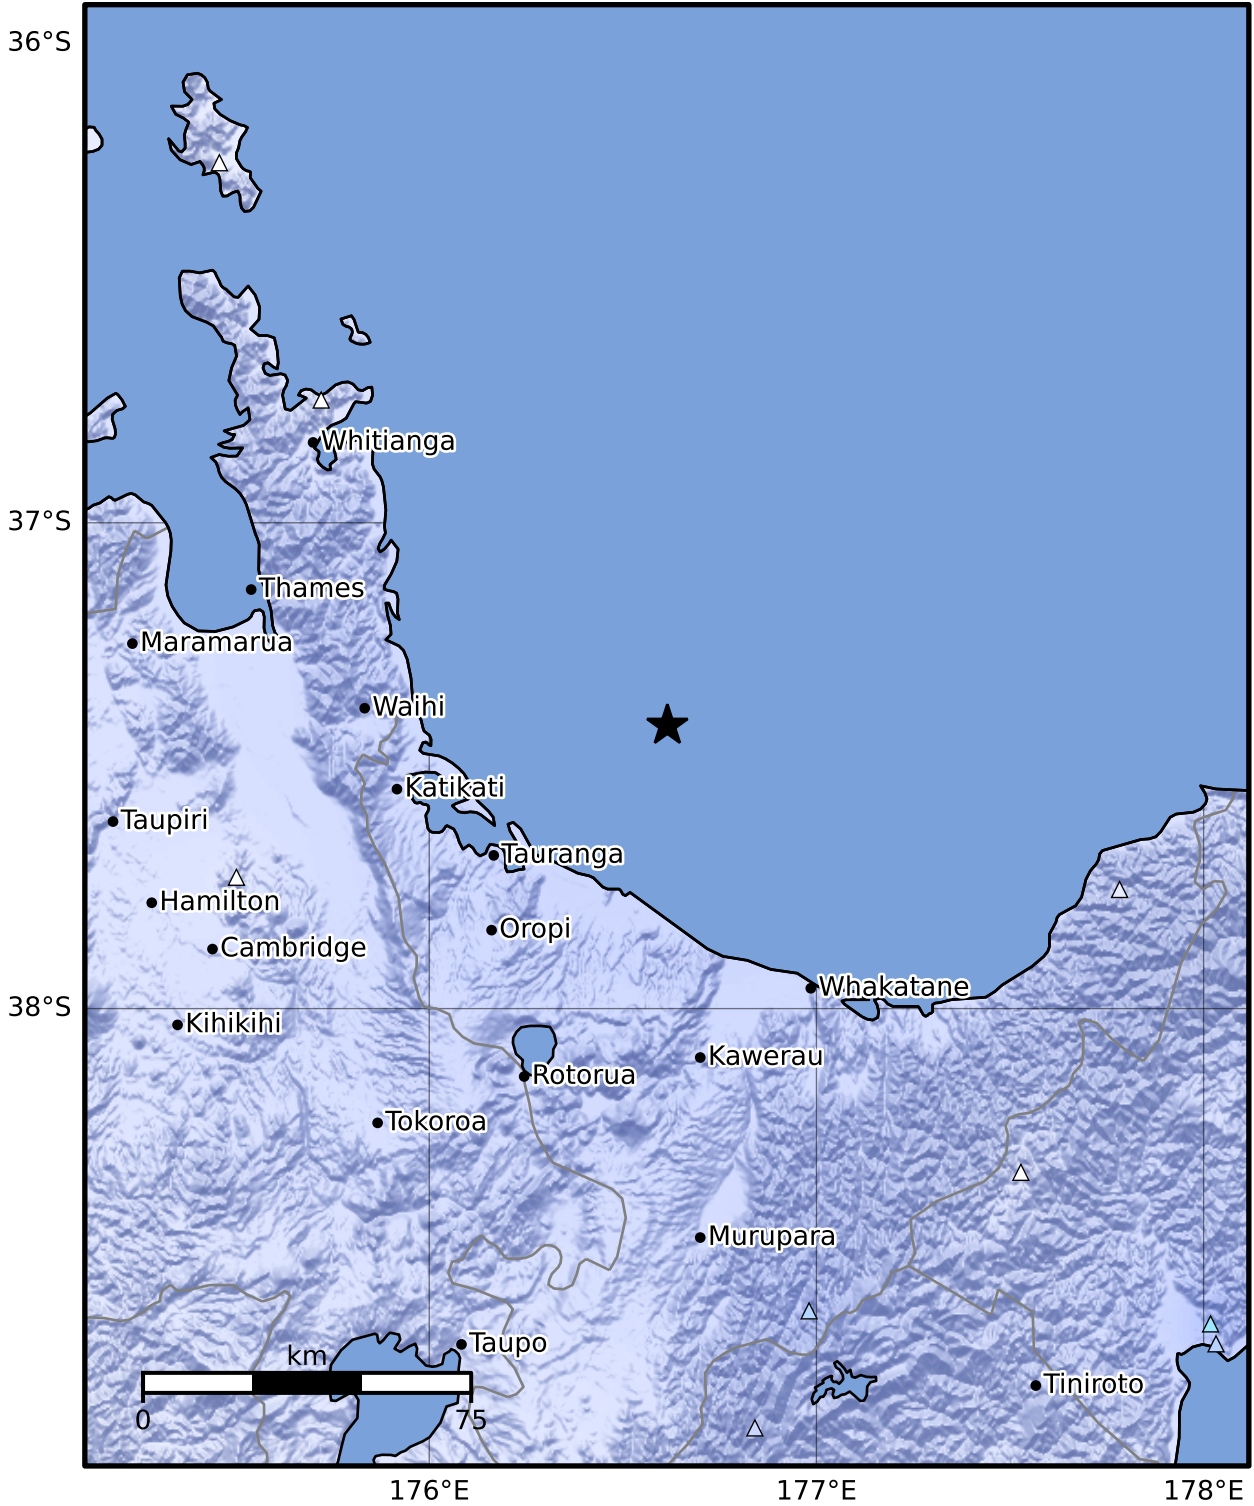 36°S
Whitianga
37°S
Thames
Maramarua
Waihi
Katikati
Taupiri
Tauranga
Hamilton
Oropi
Cambridge
Whakatane
38°S
Kihikihi
Kawerau
Rotorua
Tokoroa
Murupara
Taupo
km
Tiniroto
0 75
176°E 177°E 178°E